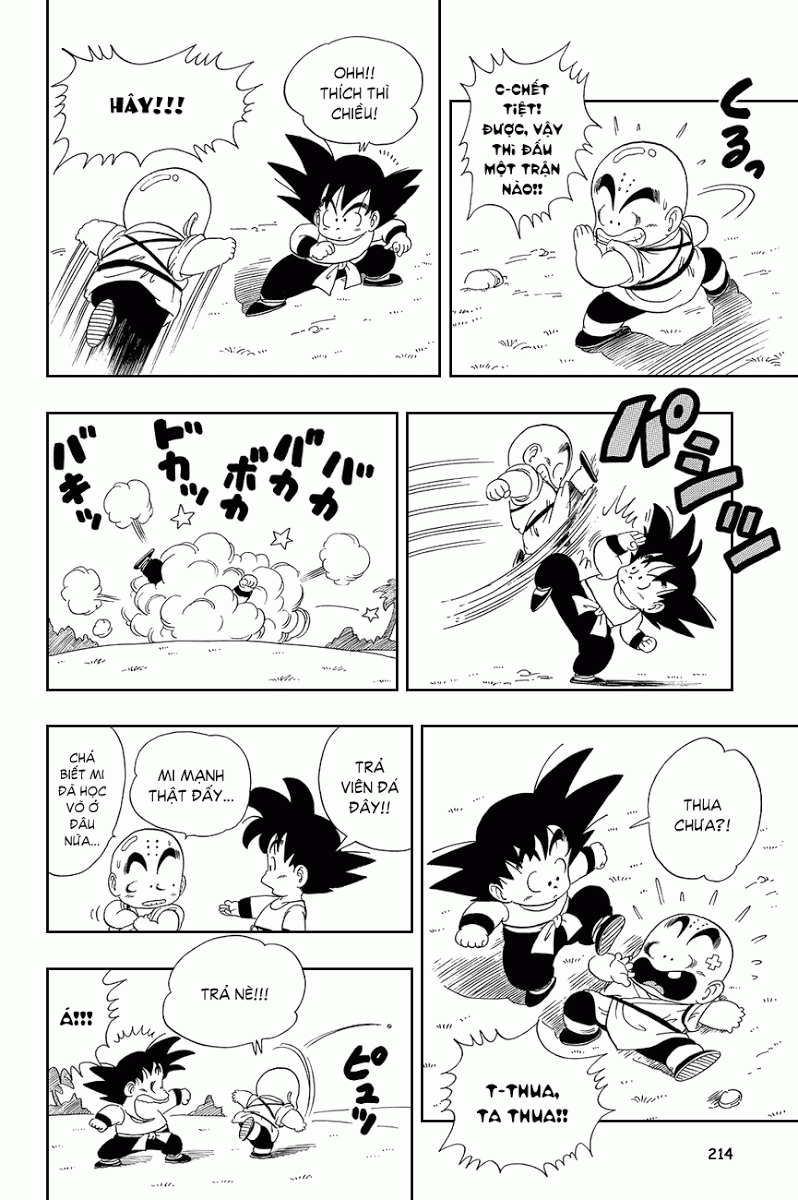 C-CHẾT
TIỆT!
ĐƯỢC, VẬY
THÌ ĐẤU
MỘT TRẬN
NÀO!!
くるっ
OHH!!
THÍCH THÌ
CHIỀU!
HÂY!!!
パシッッ
バカ
バカ
ボカ
ドカッ
バキッ
THUA
CHƯA?!
T-THUA,
TA THUA!!
TRẢ
VIÊN ĐÁ
ĐÂY!!
MI MẠNH
THẬT ĐẤY...
CHẢ
BIẾT MI
ĐÃ HỌC
VÕ Ở
ĐÂU
NỮA...
TRẢ NÈ!!!
Á!!!
ピュッ
214